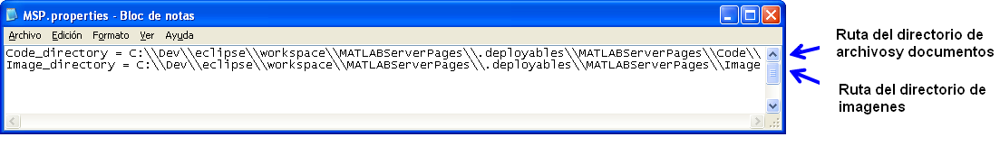 MSP.properties - Bloc de notas
Archivo Edición Formato Ver Ayuda
Code_directory = C:\\Dev\\eclipse\\workspace\\MATLABServerPages\\.deployables\\MATLABServerPages\\Code\\
Image_directory = C:\\Dev\\eclipse\\workspace\\MATLABServerPages\\.deployables\\MATLABServerPages\\Image
Ruta del directorio de
archivosy documentos
Ruta del directorio de
imagenes